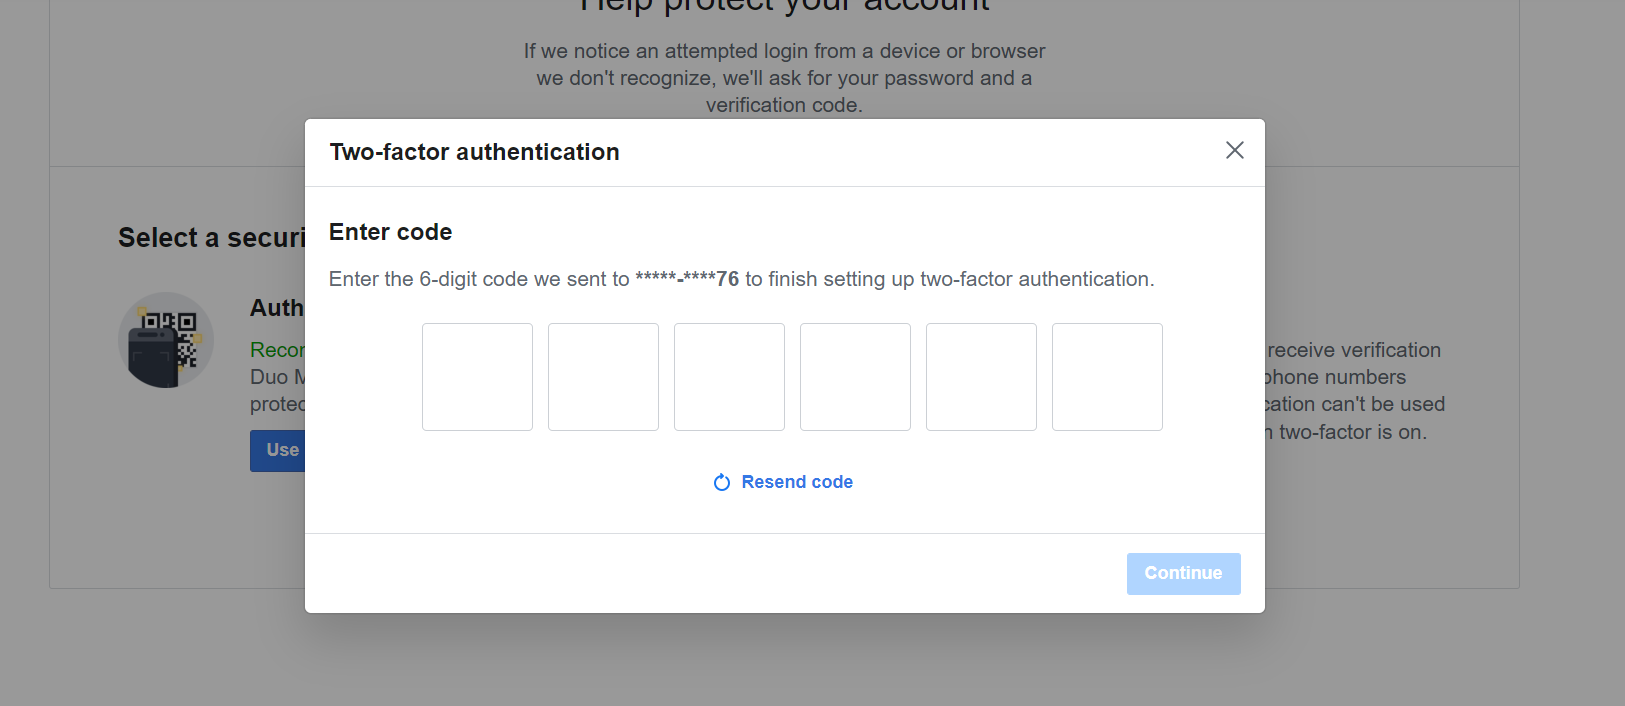 Help protect your account
If we notice an attempted login from a device or browser
we don't recognize, we'll ask for your password and a
verification code.
Two-factor authentication
Enter code
Enter the 6-digit code we sent to *****-****76 to finish setting up two-factor authentication.
Resend code
Continue
Select a securi
Auth
Recor
Duo M
protec
Use
receive verification
phone numbers
cation can't be used
n two-factor is on.